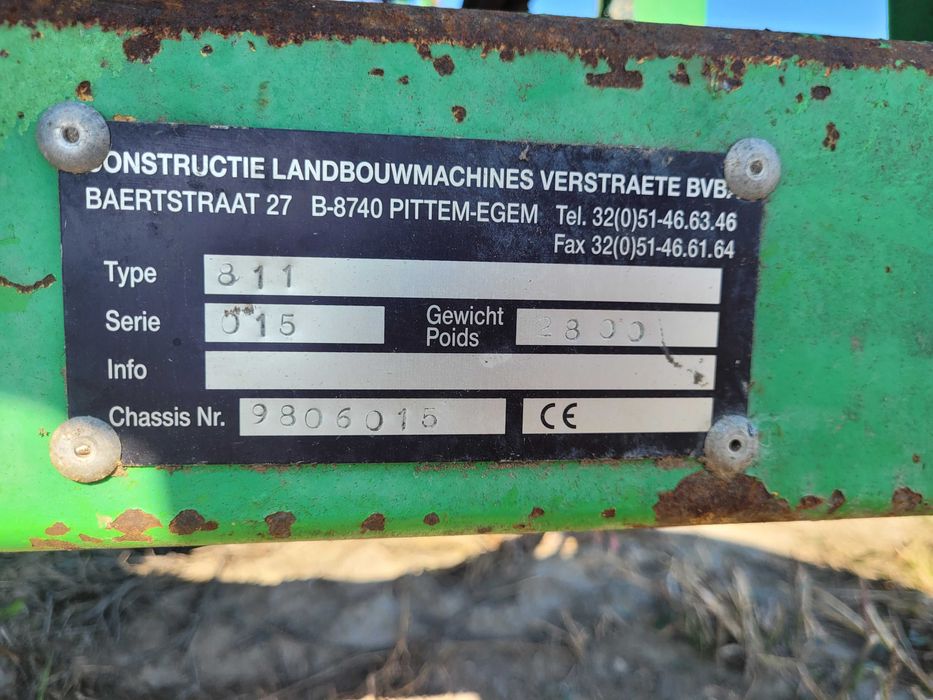 CONSTRUCTIE LANDBOUWMACHINES VERSTRAETE BVBA
BAERTSTRAAT 27 B-8740 PITTEM-EGEM Tel. 32(0)51-46.63.46
Fax 32(0)51-46.61.64
Type 811
Serie 015 Gewicht Poids 2800
Info
Chassis Nr. 9806015 CE